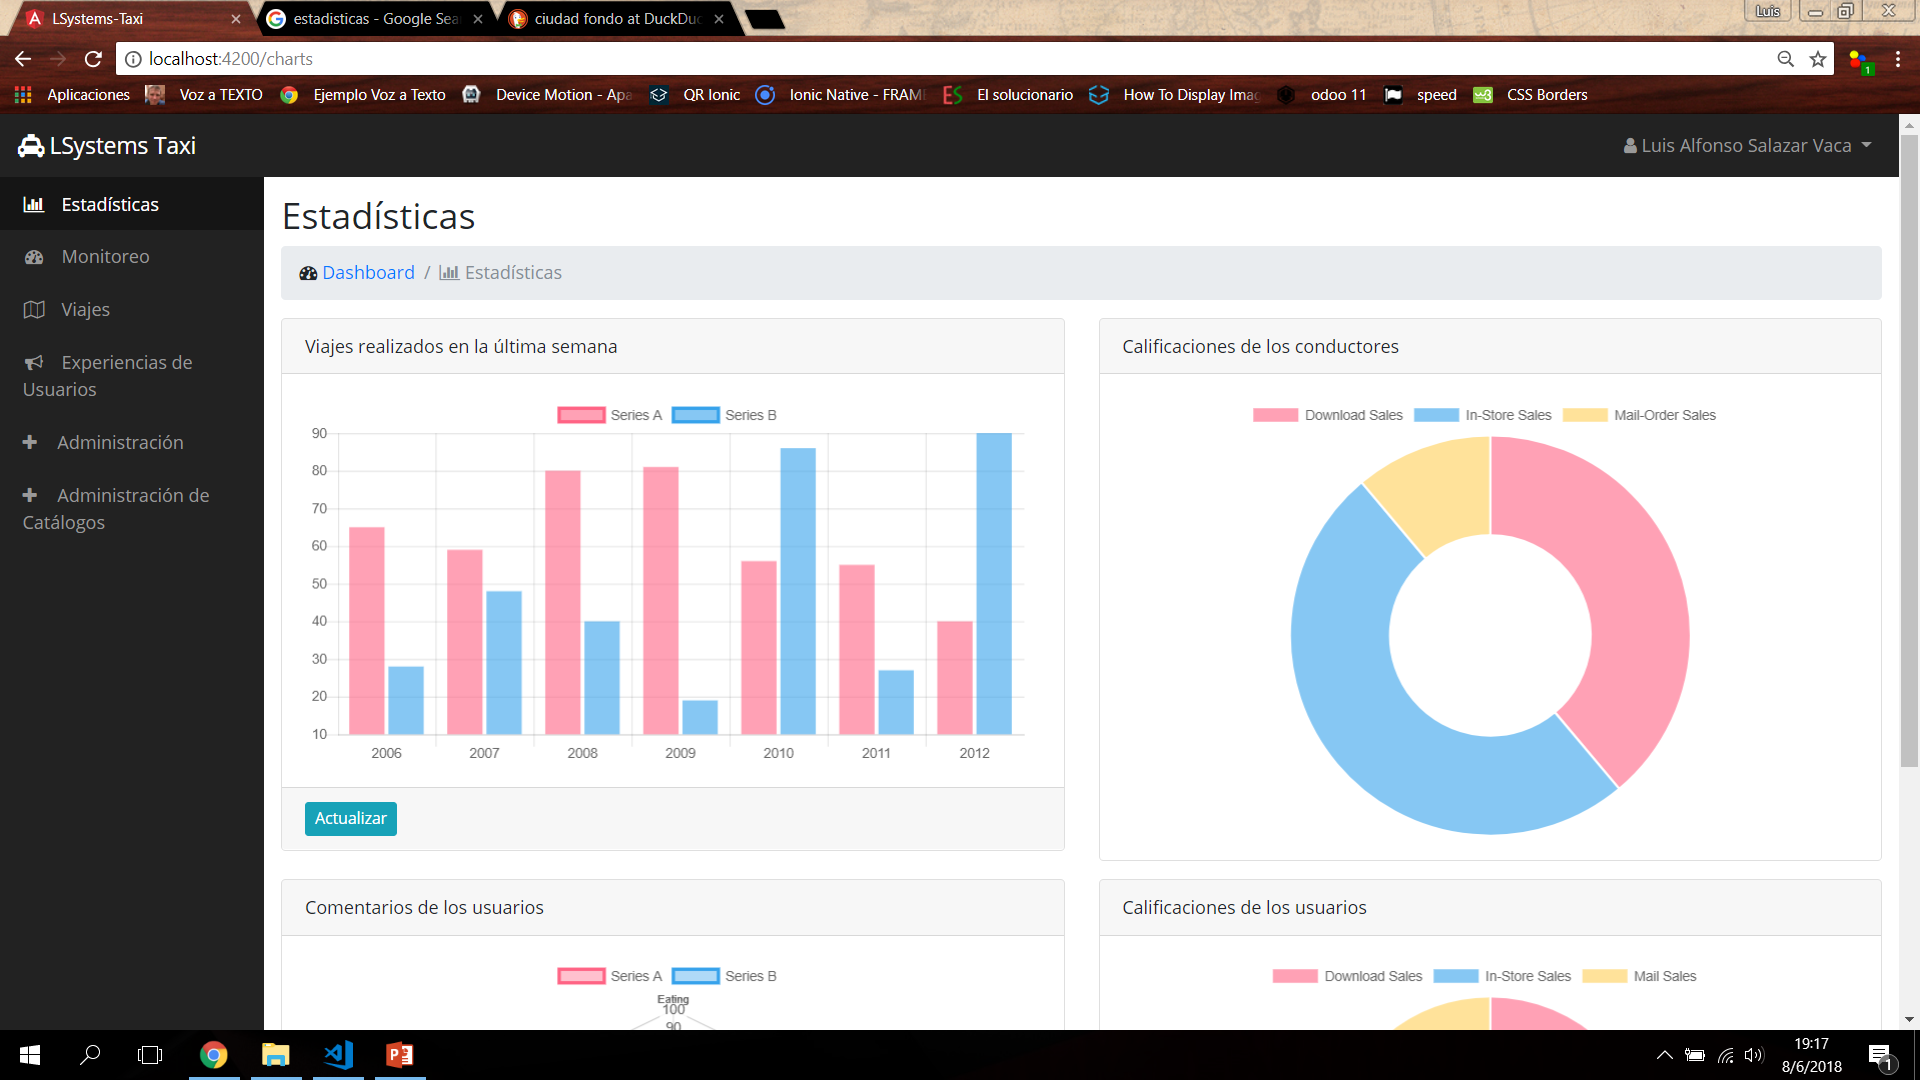 LSystems-Taxi
estadisticas - Google Sea
ciudad fondo at DuckDuc
Luis
localhost:4200/charts
1
Aplicaciones
Voz a TEXTO
Ejemplo Voz a Texto
Device Motion - Apa
QR Ionic
Ionic Native - FRAM
El solucionario
How To Display Imag
odoo 11
speed
CSS Borders
LSystems Taxi
Luis Alfonso Salazar Vaca
Estadísticas
Monitoreo
Viajes
Experiencias de
Usuarios
Administración
Administración de
Catálogos
Estadísticas
Dashboard / Estadísticas
Viajes realizados en la última semana
Series A Series B
90
80
70
60
50
40
30
20
10
2006 2007 2008 2009 2010 2011 2012
Actualizar
Calificaciones de los conductores
Download Sales In-Store Sales Mail-Order Sales
Comentarios de los usuarios
Series A Series B
Eating
100
90
Calificaciones de los usuarios
Download Sales In-Store Sales Mail Sales
19:17
8/6/2018
1